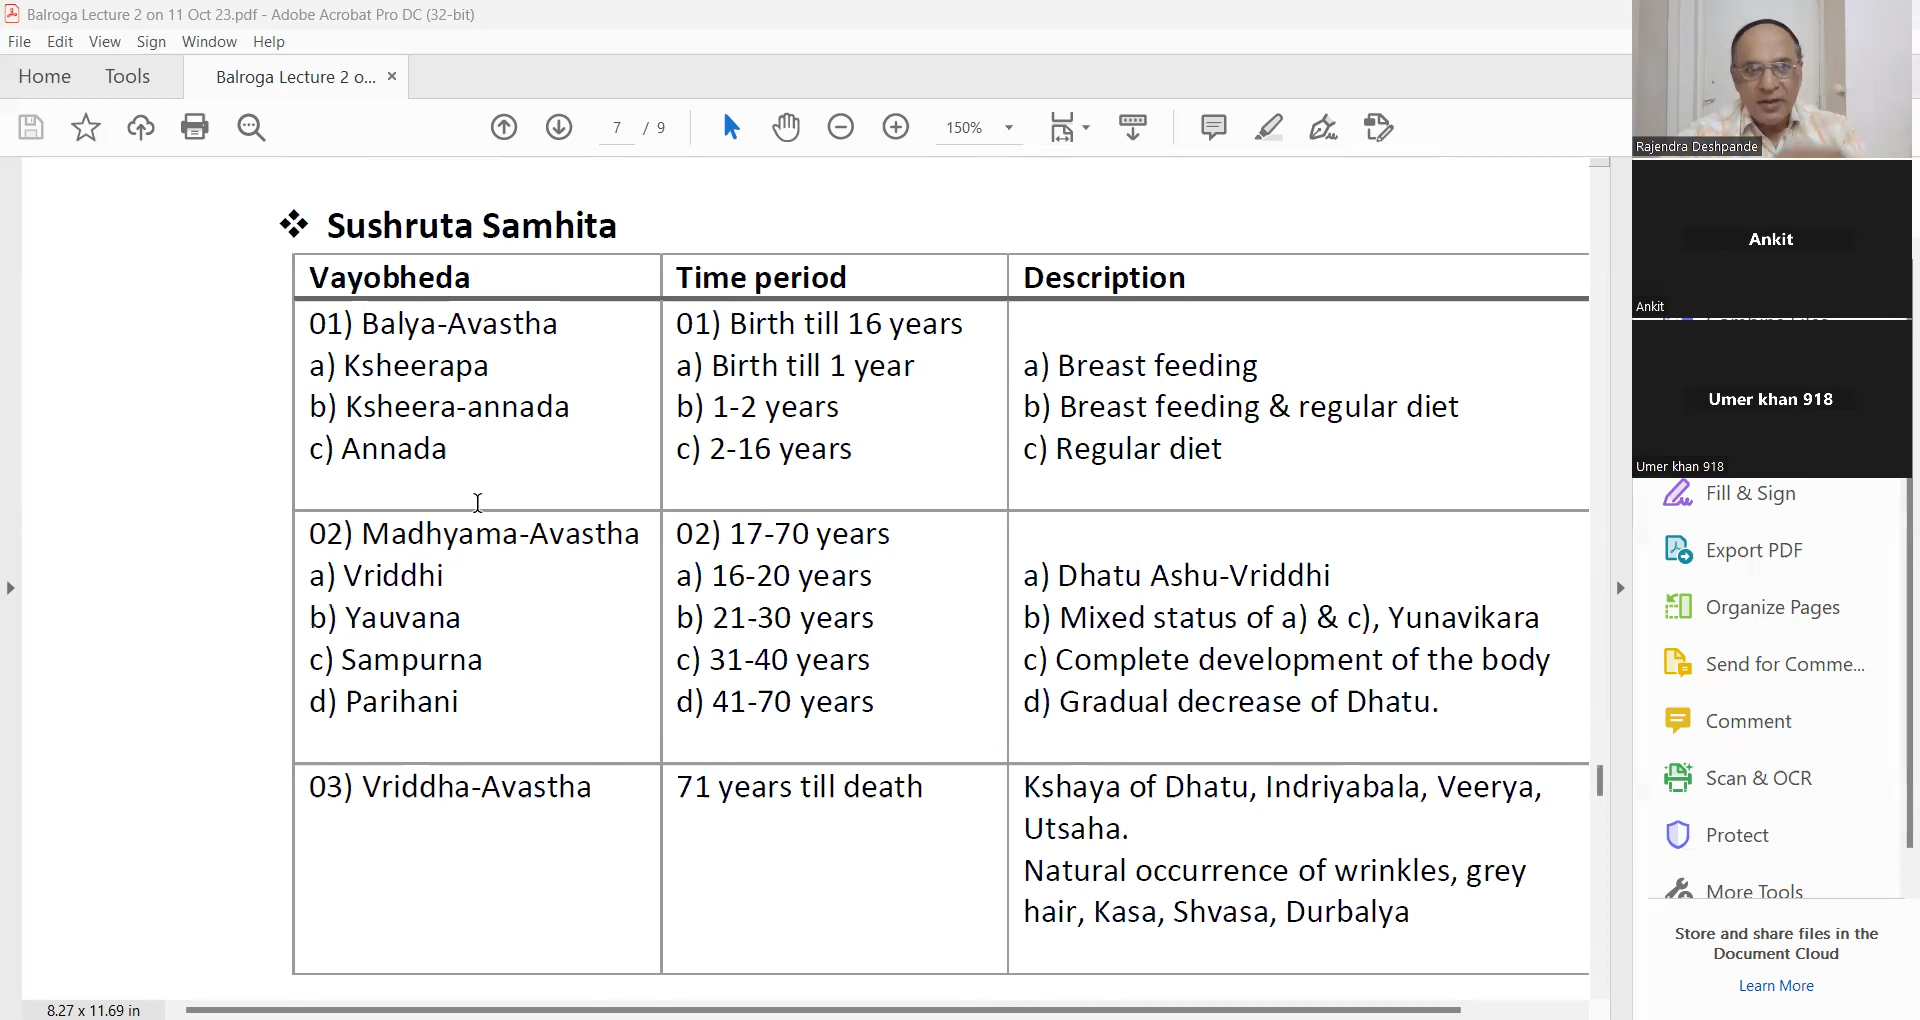 Balroga Lecture 2 on 11 Oct 23.pdf - Adobe Acrobat Pro DC (32-bit)
File Edit View Sign Window Help
Home Tools Balroga Lecture 2 o... ×
7 / 9 150%
❖ Sushruta Samhita
Vayobheda Time period Description
01) Balya-Avastha 01) Birth till 16 years
a) Ksheerapa a) Birth till 1 year a) Breast feeding
b) Ksheera-annada b) 1-2 years b) Breast feeding & regular diet
c) Annada c) 2-16 years c) Regular diet
02) Madhyama-Avastha 02) 17-70 years
a) Vriddhi a) 16-20 years a) Dhatu Ashu-Vriddhi
b) Yauvana b) 21-30 years b) Mixed status of a) & c), Yunavikara
c) Sampurna c) 31-40 years c) Complete development of the body
d) Parihani d) 41-70 years d) Gradual decrease of Dhatu.
03) Vriddha-Avastha 71 years till death Kshaya of Dhatu, Indriyabala, Veerya,
Utsaha.
Natural occurrence of wrinkles, grey
hair, Kasa, Shvasa, Durbalya
8.27 x 11.69 in
Rajendra Deshpande
Ankit
Ankit
Umer khan 918
Umer khan 918
Fill & Sign
Export PDF
Organize Pages
Send for Comme...
Comment
Scan & OCR
Protect
More Tools
Store and share files in the
Document Cloud
Learn More